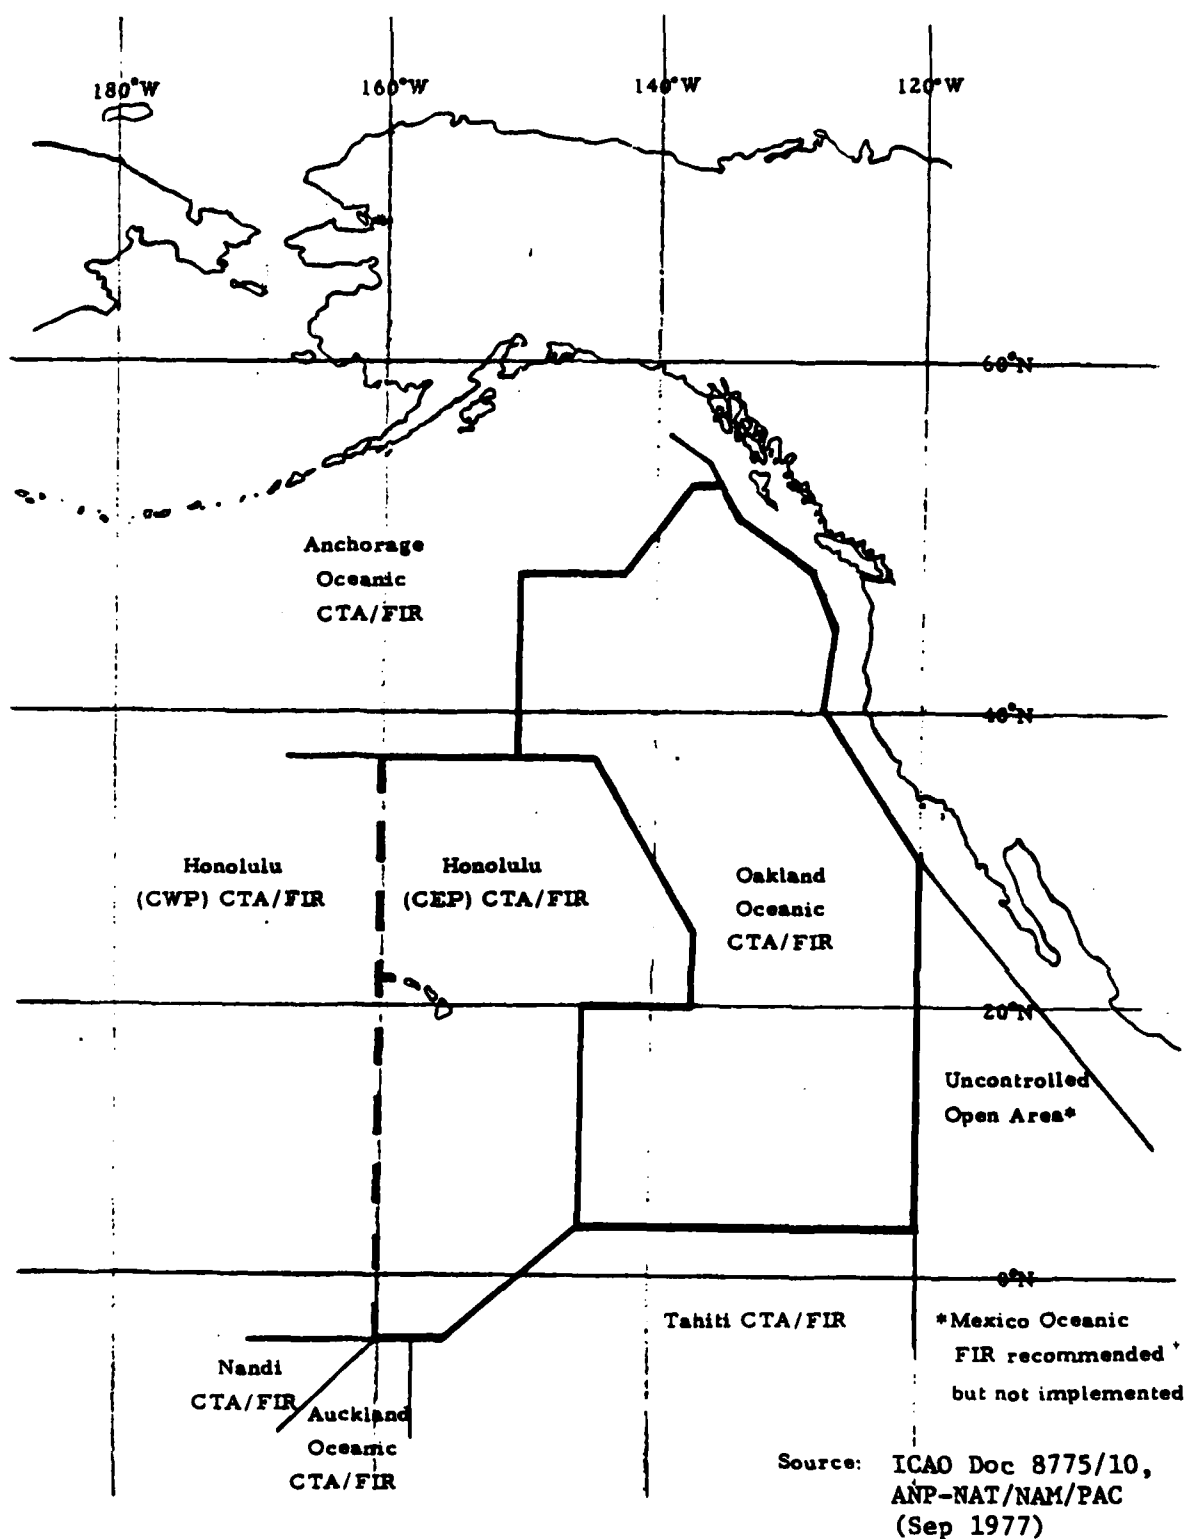 180°W
160°W
140°W
120°W
60°N
Anchorage
Oceanic
CTA/FIR
40°N
Honolulu
(CWP) CTA/FIR
Honolulu
(CEP) CTA/FIR
Oakland
Oceanic
CTA/FIR
20°N
Uncontrolled
Open Area*
0°N
Tahiti CTA/FIR
*Mexico Oceanic
FIR recommended
but not implemented
Nandi
CTA/FIR
Auckland
Oceanic
CTA/FIR
Source: ICAO Doc 8775/10,
ANP-NAT/NAM/PAC
(Sep 1977)